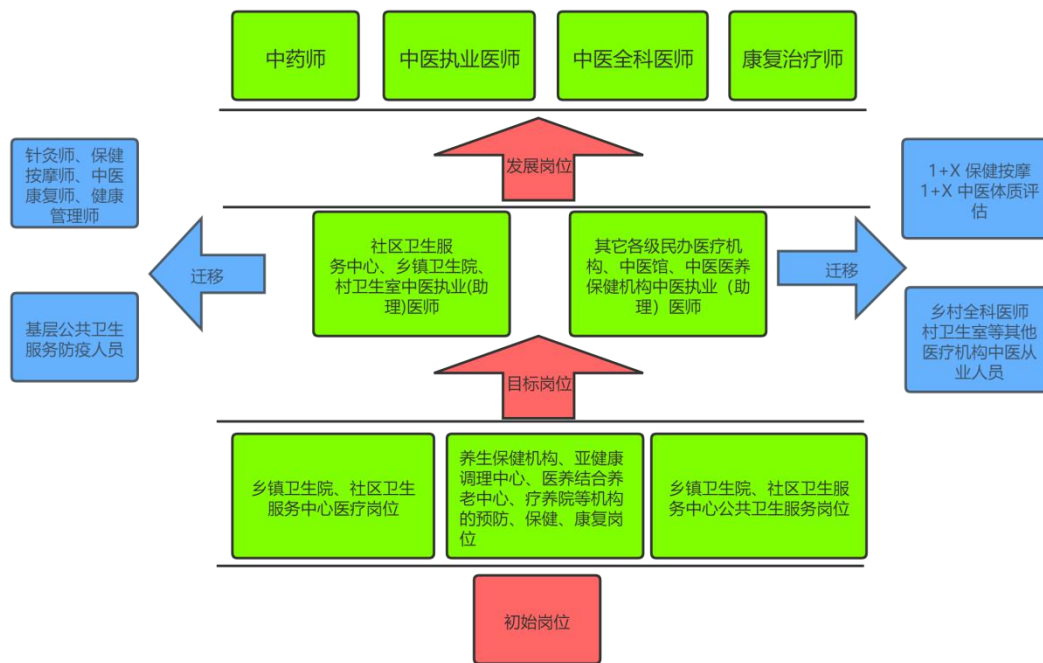 中药师
中医执业医师
中医全科医师
康复治疗师
发展岗位
针灸师、保健
按摩师、中医
康复师、健康
管理师
1+X 保健按摩
1+X 中医体质评
估
社区卫生服
务中心、乡镇卫生院、
村卫生室中医执业(助
理)医师
其它各级民办医疗机
构、中医馆、中医医养
保健机构中医执业（助
理）医师
迁移
迁移
基层公共卫生
服务防疫人员
乡村全科医师
村卫生室等其他
医疗机构中医从
业人员
目标岗位
乡镇卫生院、社区卫生
服务中心医疗岗位
养生保健机构、亚健康
调理中心、医养结合养
老中心、疗养院等机构
的预防、保健、康复岗
位
乡镇卫生院、社区卫生服
务中心公共卫生服务岗位
初始岗位